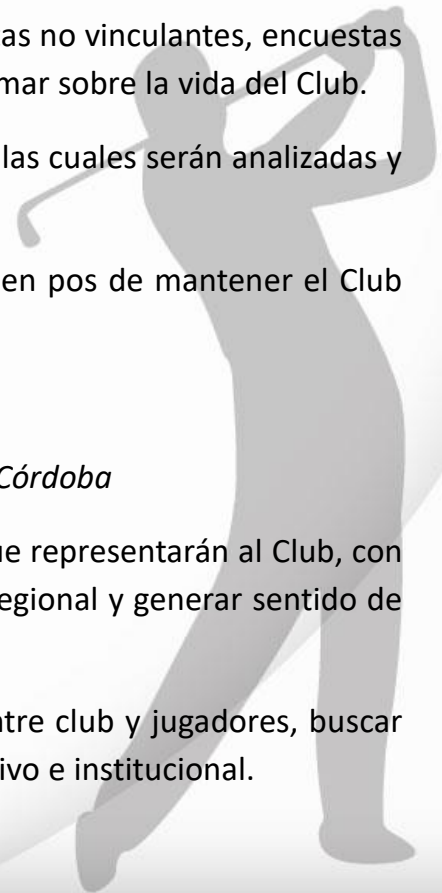 as no vinculantes, encuestas
mar sobre la vida del Club.
las cuales serán analizadas y
en pos de mantener el Club
Córdoba
ue representarán al Club, con
egional y generar sentido de
ntre club y jugadores, buscar
ivo e institucional.